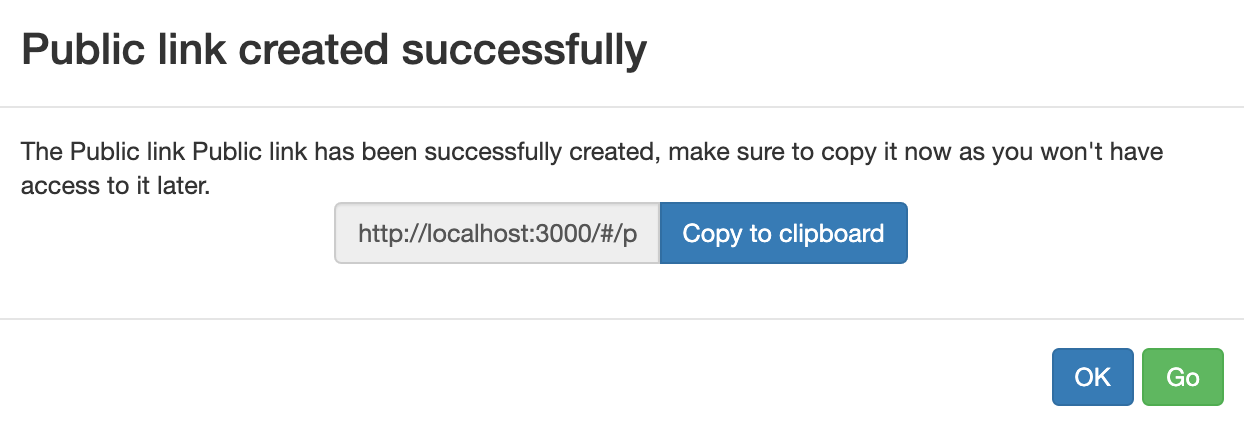 Public link created successfully
The Public link Public link has been successfully created, make sure to copy it now as you won't have
access to it later.
http://localhost:3000/#/p Copy to clipboard
OK Go